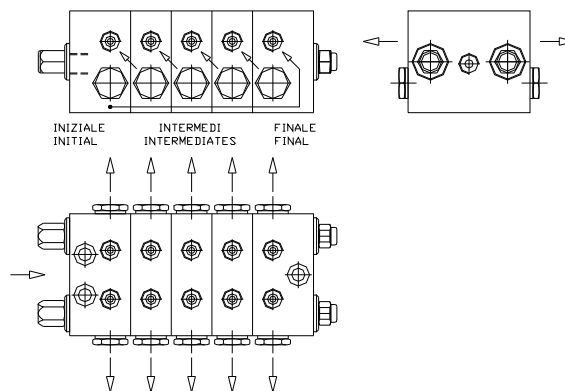 INIZIALE
INITIAL
INTERMEDI
INTERMEDIATES
FINALE
FINAL